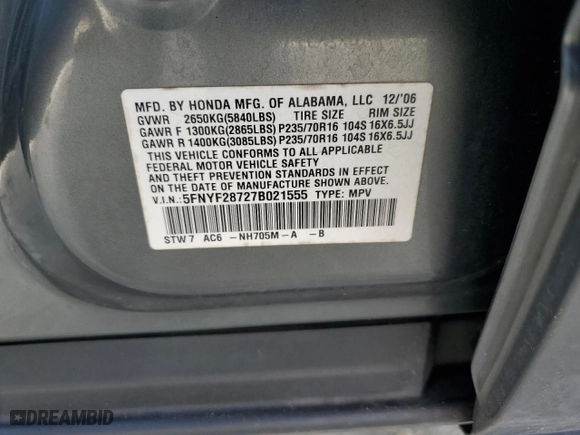 MFD. BY HONDA MFG. OF ALABAMA, LLC 12/'06
GVWR 2650KG(5840LBS) TIRE SIZE RIM SIZE
GAWR F 1300KG(2865LBS) P235/70R16 104S 16X6.5JJ
GAWR R 1400KG(3085LBS) P235/70R16 104S 16X6.5JJ
THIS VEHICLE CONFORMS TO ALL APPLICABLE
FEDERAL MOTOR VEHICLE SAFETY
AND THEFT PREVENTION STANDARDS IN EFFECT
ON THE DATE OF MANUFACTURE SHOWN ABOVE.
V.I.N.: 5FNYF28727B021555 TYPE: MPV
STW7 AC6 -NH705M-A -B
DREAMBID